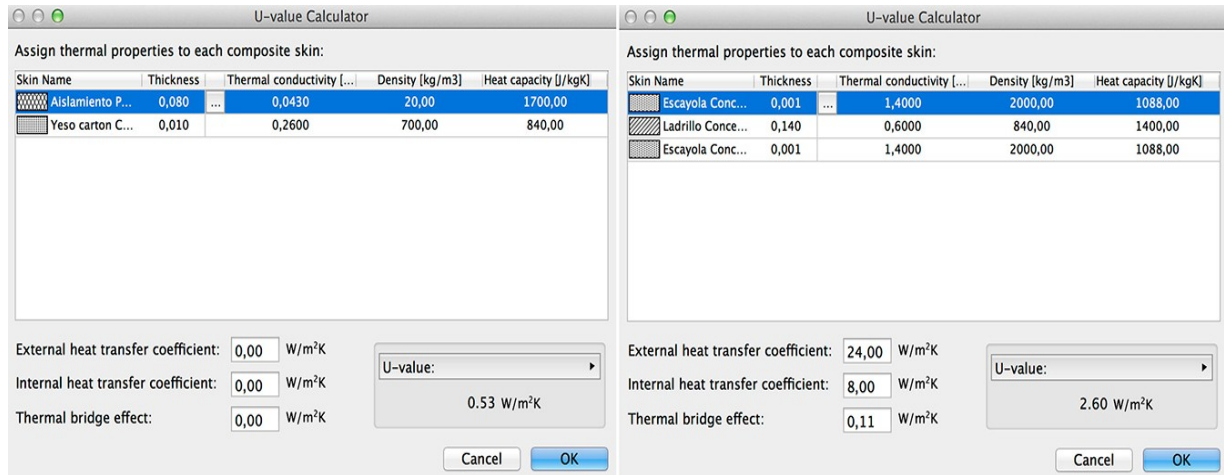 U-value Calculator
Assign thermal properties to each composite skin:
Skin Name Thickness Thermal conductivity [... Density [kg/m3] Heat capacity [J/kgK]
Aislamiento P... 0,080 ... 0,0430 20,00 1700,00
Yeso carton C... 0,010 0,2600 700,00 840,00
External heat transfer coefficient: 0,00 W/m²K
Internal heat transfer coefficient: 0,00 W/m²K
Thermal bridge effect: 0,00 W/m²K
U-value:
0.53 W/m²K
Cancel OK
U-value Calculator
Assign thermal properties to each composite skin:
Skin Name Thickness Thermal conductivity [... Density [kg/m3] Heat capacity [J/kgK]
Escayola Conc... 0,001 ... 1,4000 2000,00 1088,00
Ladrillo Conce... 0,140 0,6000 840,00 1400,00
Escayola Conc... 0,001 1,4000 2000,00 1088,00
External heat transfer coefficient: 24,00 W/m²K
Internal heat transfer coefficient: 8,00 W/m²K
Thermal bridge effect: 0,11 W/m²K
U-value:
2.60 W/m²K
Cancel OK